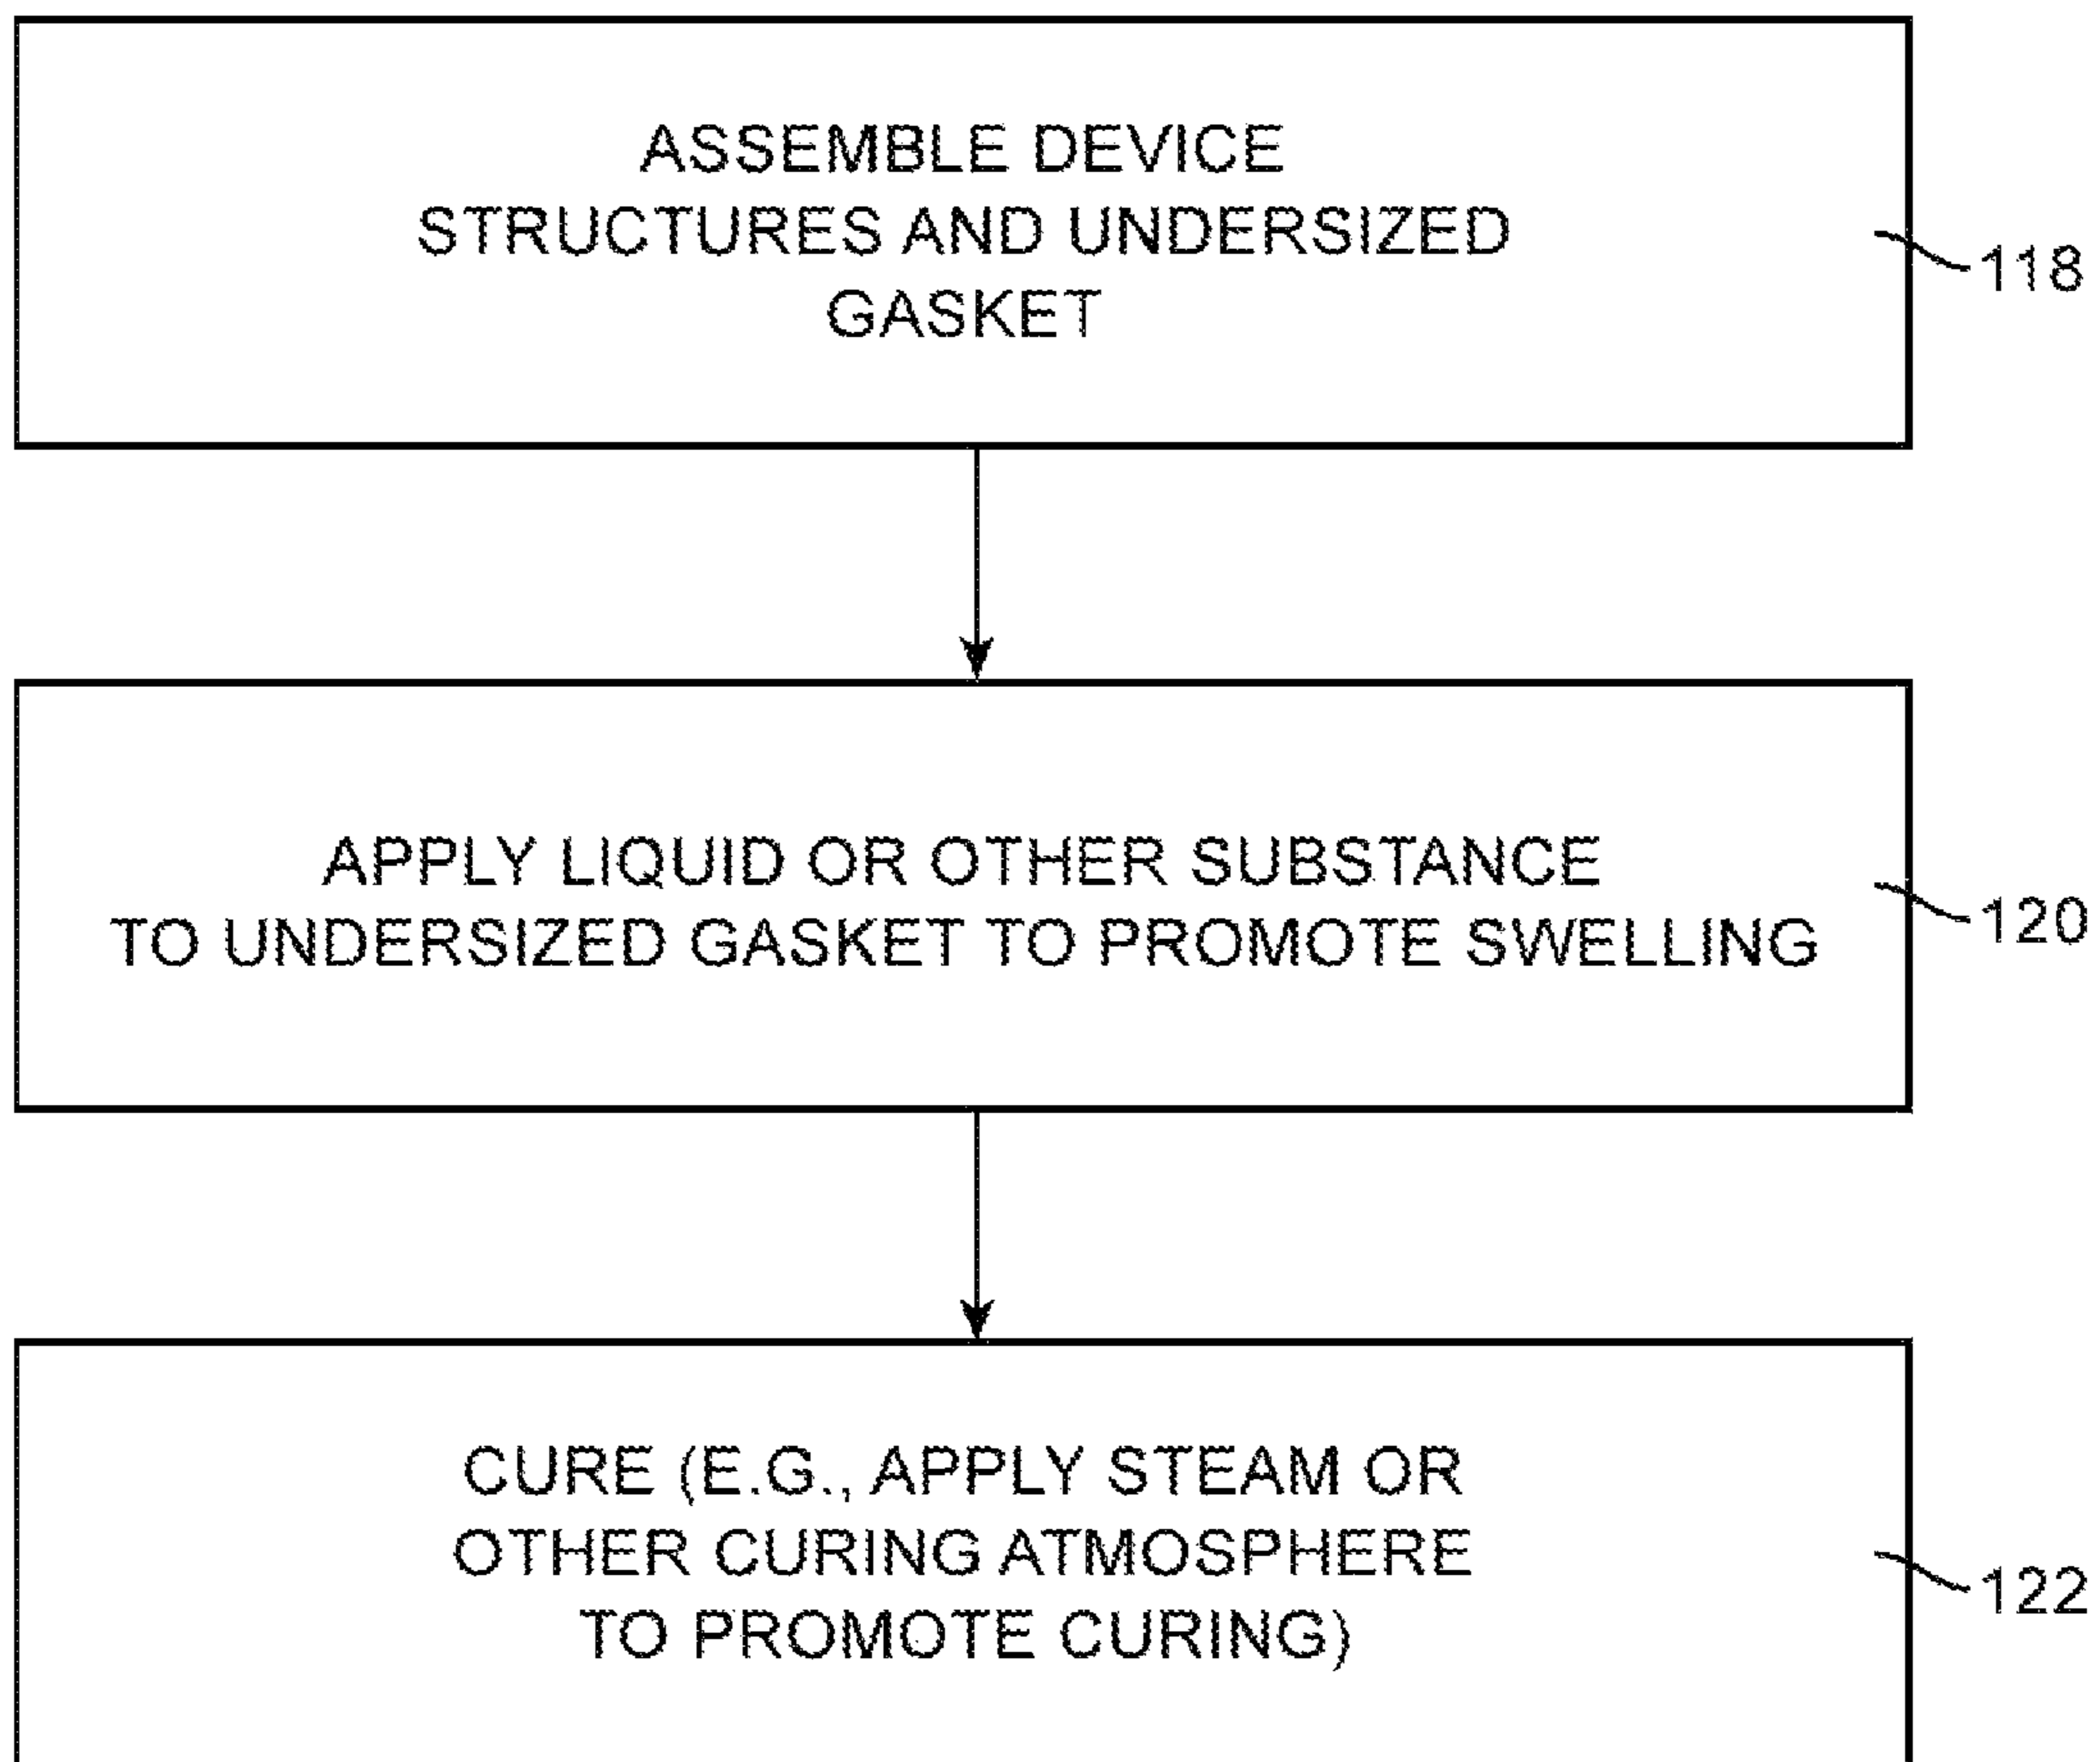 ASSEMBLE DEVICE
STRUCTURES AND UNDERSIZED
GASKET
118
APPLY LIQUID OR OTHER SUBSTANCE
TO UNDERSIZED GASKET TO PROMOTE SWELLING
120
CURE (E.G., APPLY STEAM OR
OTHER CURING ATMOSPHERE
TO PROMOTE CURING)
122